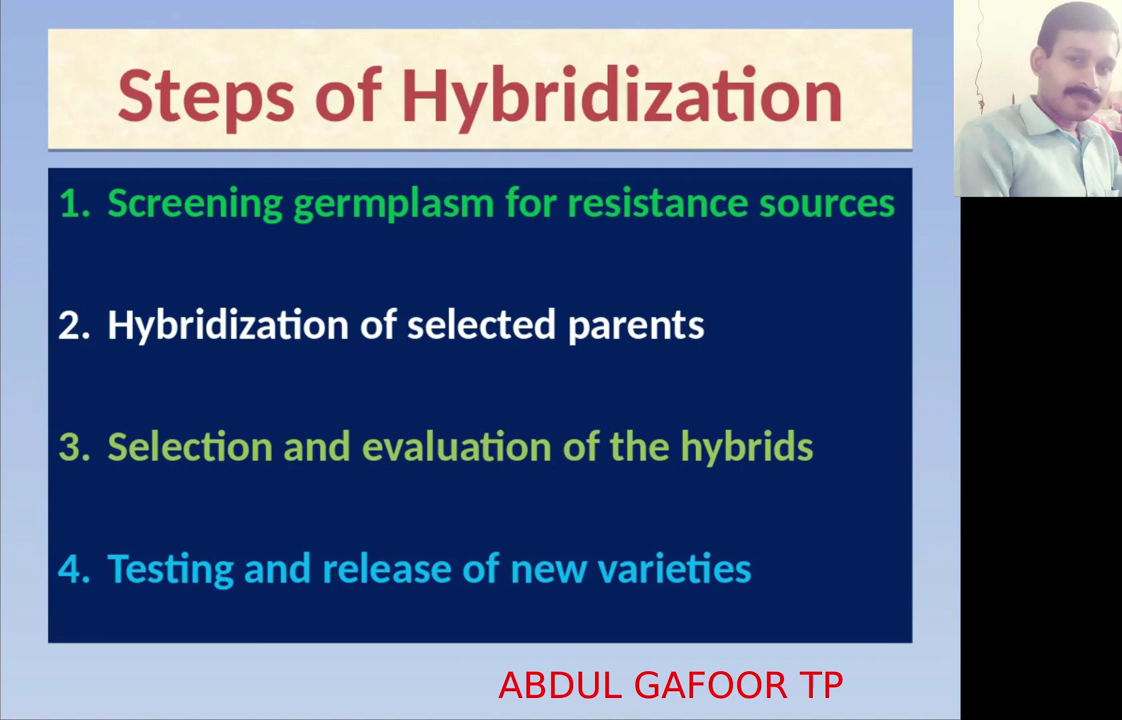 Steps of Hybridization
1. Screening germplasm for resistance sources
2. Hybridization of selected parents
3. Selection and evaluation of the hybrids
4. Testing and release of new varieties
ABDUL GAFOOR TP